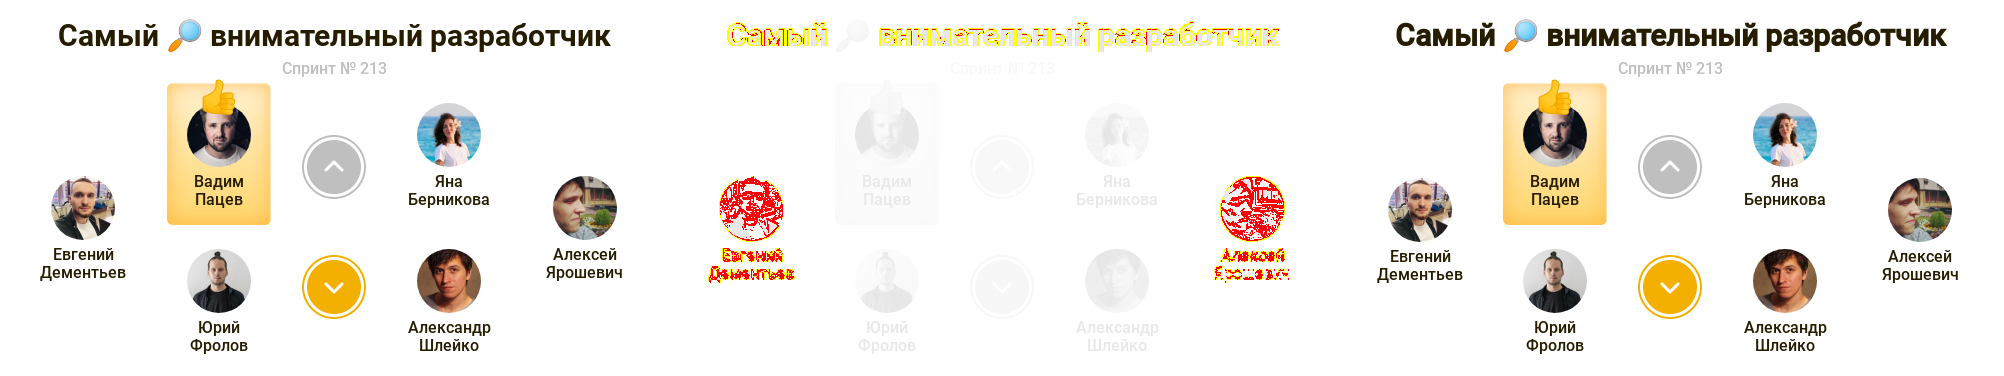 Самый 🔎 внимательный разработчик
Спринт № 213
Вадим
Пацев
Яна
Берникова
Евгений
Дементьев
Алексей
Ярошевич
Юрий
Фролов
Александр
Шлейко
Самый 🔎 внимательный разработчик
Спринт № 213
Вадим
Пацев
Яна
Берникова
Евгений
Дементьев
Алексей
Ярошевич
Юрий
Фролов
Александр
Шлейко
Самый 🔎 внимательный разработчик
Спринт № 213
Вадим
Пацев
Яна
Берникова
Евгений
Дементьев
Алексей
Ярошевич
Юрий
Фролов
Александр
Шлейко